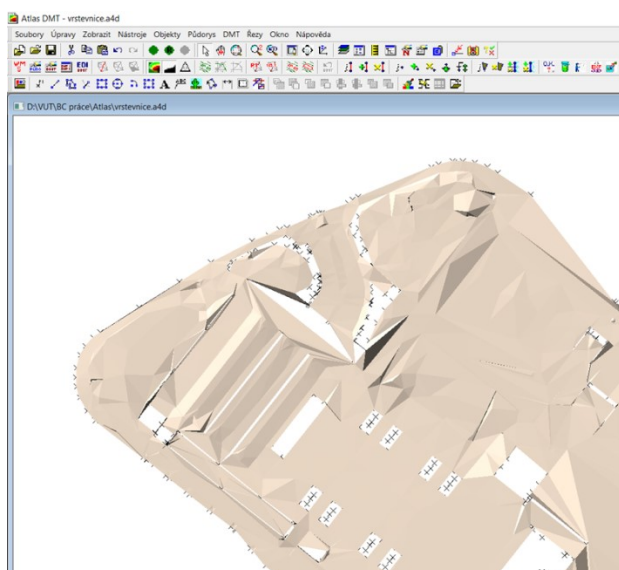 Atlas DMT - vrstevnice.a4d
Soubory Úpravy Zobrazit Nástroje Objekty Půdorys DMT Řezy Okno Nápověda
D:\VUT\BC práce\Atlas\vrstevnice.a4d